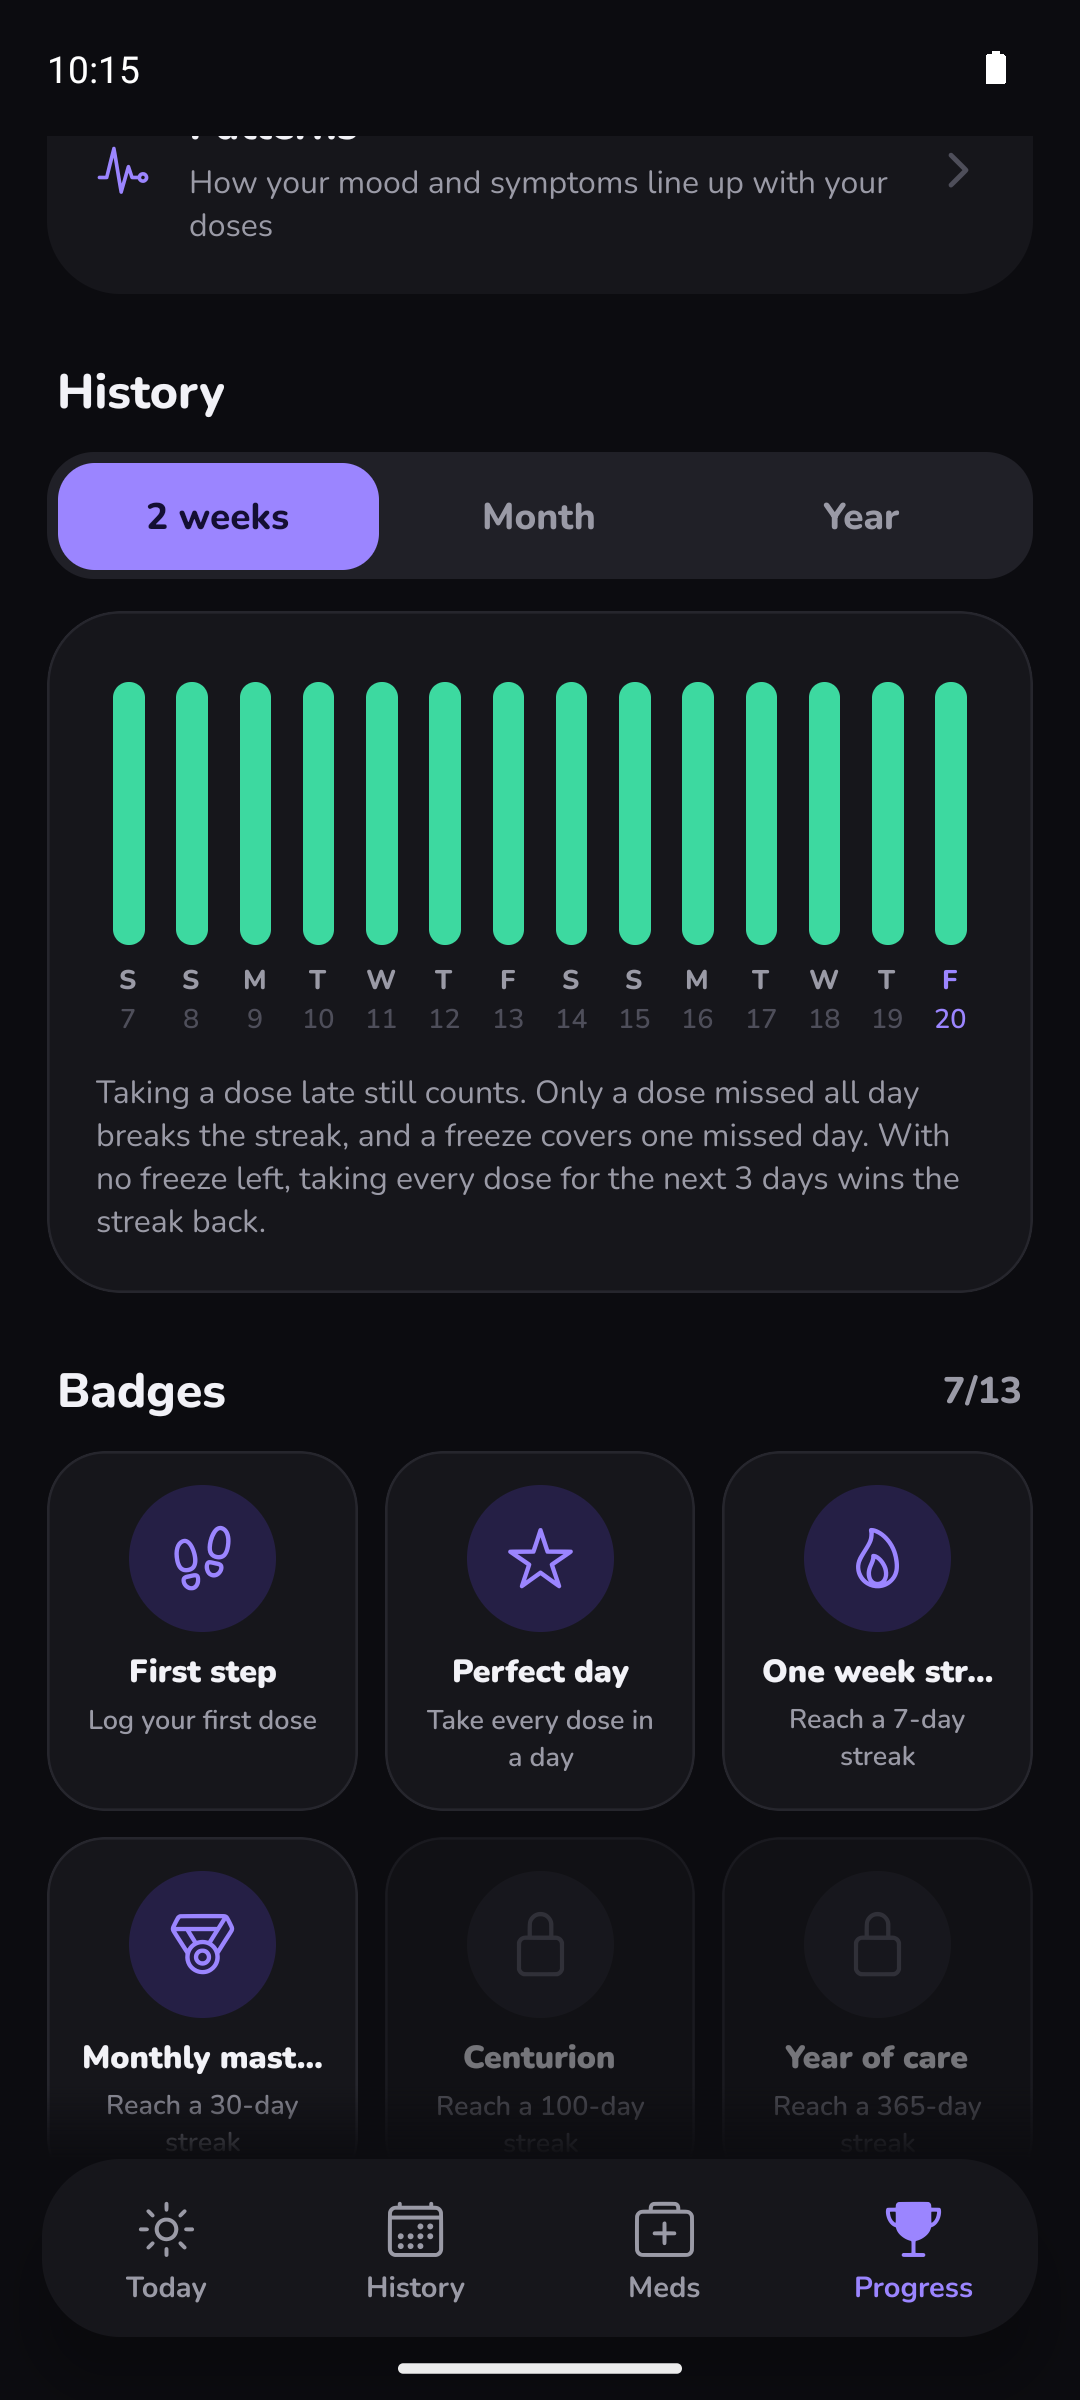 10:15
Patterns
How your mood and symptoms line up with your
doses
History
2 weeks
Month
Year
S S M T W T F S S M T W T F
7 8 9 10 11 12 13 14 15 16 17 18 19 20
Taking a dose late still counts. Only a dose missed all day
breaks the streak, and a freeze covers one missed day. With
no freeze left, taking every dose for the next 3 days wins the
streak back.
Badges
7/13
First step
Log your first dose
Perfect day
Take every dose in
a day
One week str...
Reach a 7-day
streak
Monthly mast...
Reach a 30-day
streak
Centurion
Reach a 100-day
streak
Year of care
Reach a 365-day
streak
Today
History
Meds
Progress